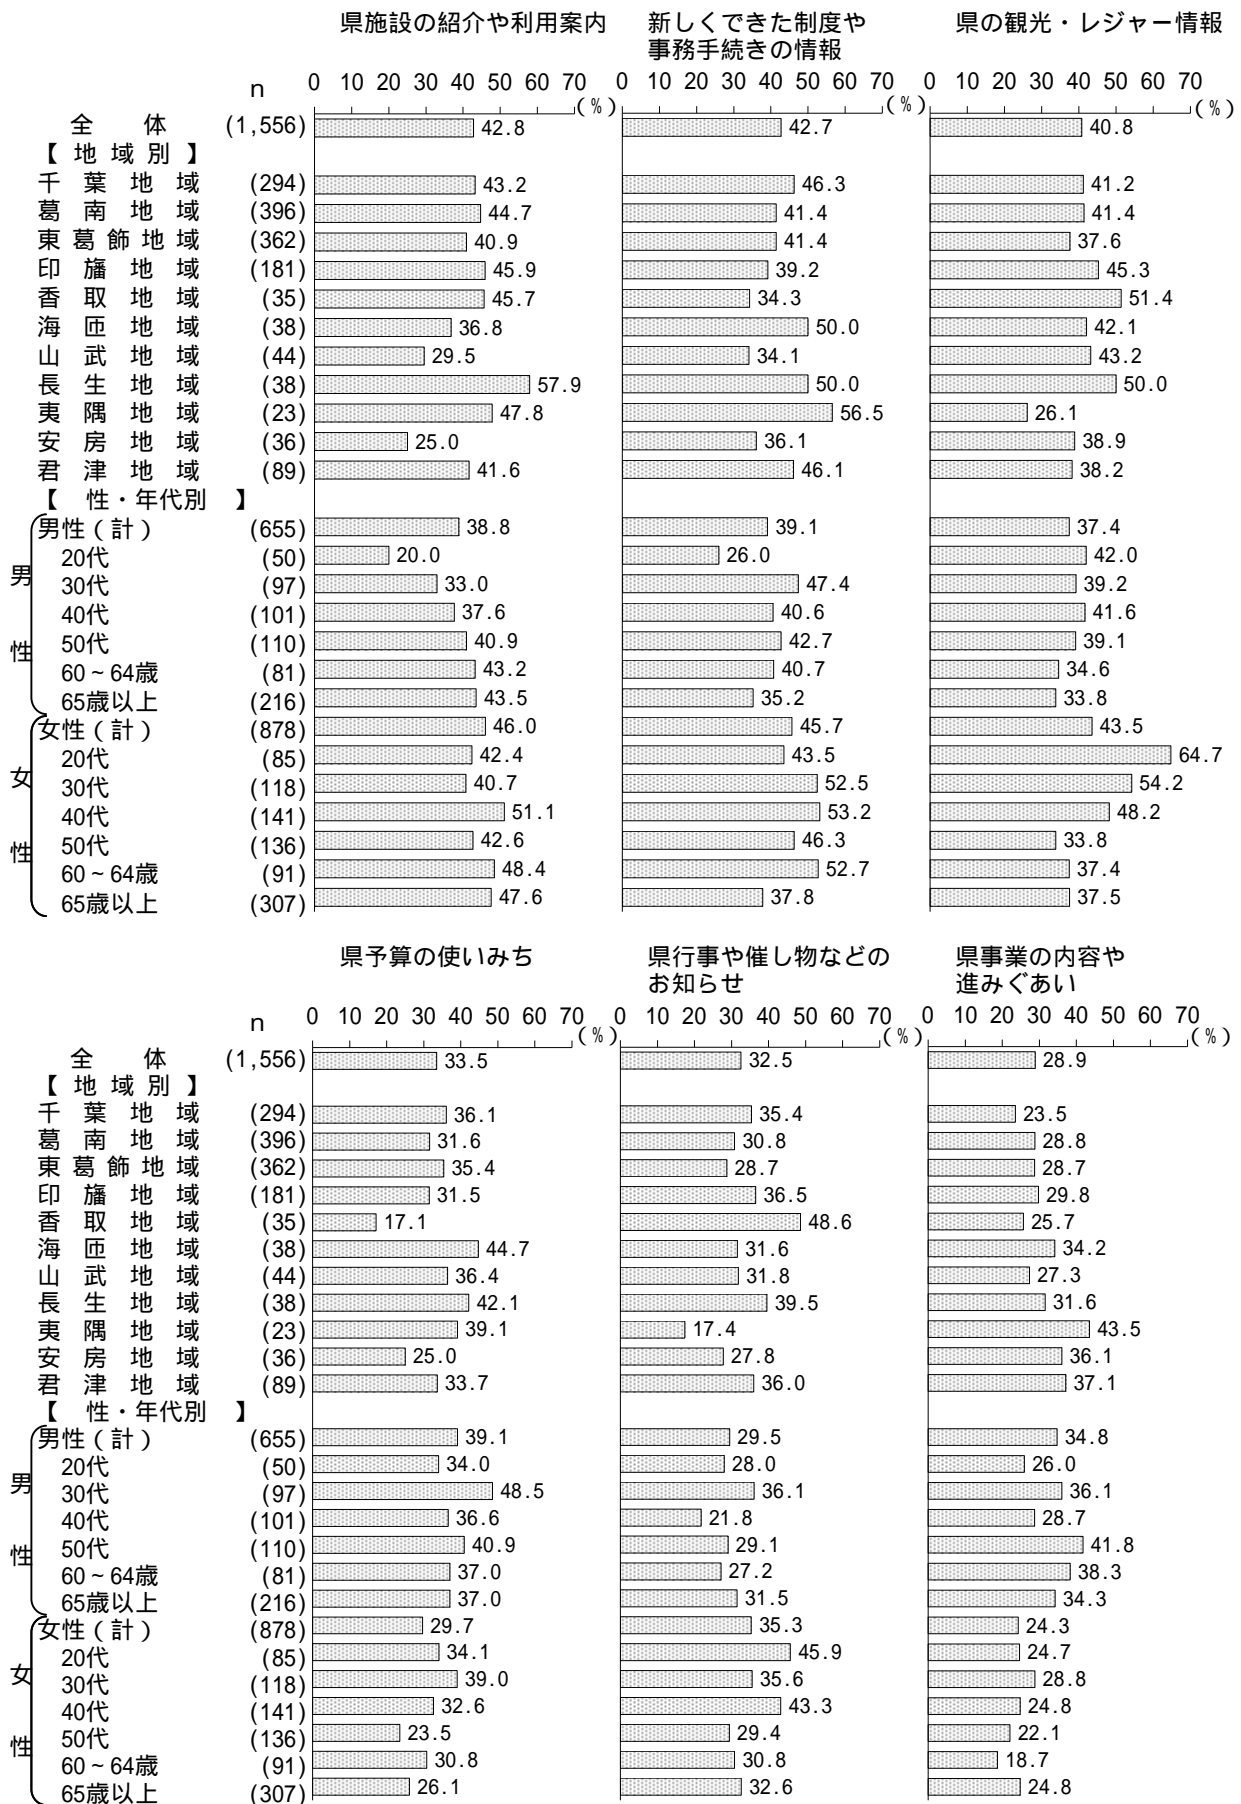 県施設の紹介や利用案内 新しくできた制度や 県の観光・レジャー情報
事務手続きの情報
n 0 10 20 30 40 50 60 70 0 10 20 30 40 50 60 70 0 10 20 30 40 50 60 70
(%) (%) (%)
全体 (1,556) 42.8 42.7 40.8
【地域別】
千葉地域 (294) 43.2 46.3 41.2
葛南地域 (396) 44.7 41.4 41.4
東葛飾地域 (362) 40.9 41.4 37.6
印旛地域 (181) 45.9 39.2 45.3
香取地域 (35) 45.7 34.3 51.4
海匝地域 (38) 36.8 50.0 42.1
山武地域 (44) 29.5 34.1 43.2
長生地域 (38) 57.9 50.0 50.0
夷隅地域 (23) 47.8 56.5 26.1
安房地域 (36) 25.0 36.1 38.9
君津地域 (89) 41.6 46.1 38.2
【性・年代別】
男性(計) (655) 38.8 39.1 37.4
20代 (50) 20.0 26.0 42.0
男 30代 (97) 33.0 47.4 39.2
40代 (101) 37.6 40.6 41.6
性 50代 (110) 40.9 42.7 39.1
60~64歳 (81) 43.2 40.7 34.6
65歳以上 (216) 43.5 35.2 33.8
女性(計) (878) 46.0 45.7 43.5
20代 (85) 42.4 43.5 64.7
女 30代 (118) 40.7 52.5 54.2
40代 (141) 51.1 53.2 48.2
性 50代 (136) 42.6 46.3 33.8
60~64歳 (91) 48.4 52.7 37.4
65歳以上 (307) 47.6 37.8 37.5
県予算の使いみち 県行事や催し物などの 県事業の内容や
お知らせ 進みぐあい
n 0 10 20 30 40 50 60 70 0 10 20 30 40 50 60 70 0 10 20 30 40 50 60 70
(%) (%) (%)
全体 (1,556) 33.5 32.5 28.9
【地域別】
千葉地域 (294) 36.1 35.4 23.5
葛南地域 (396) 31.6 30.8 28.8
東葛飾地域 (362) 35.4 28.7 28.7
印旛地域 (181) 31.5 36.5 29.8
香取地域 (35) 17.1 48.6 25.7
海匝地域 (38) 44.7 31.6 34.2
山武地域 (44) 36.4 31.8 27.3
長生地域 (38) 42.1 39.5 31.6
夷隅地域 (23) 39.1 17.4 43.5
安房地域 (36) 25.0 27.8 36.1
君津地域 (89) 33.7 36.0 37.1
【性・年代別】
男性(計) (655) 39.1 29.5 34.8
20代 (50) 34.0 28.0 26.0
男 30代 (97) 48.5 36.1 36.1
40代 (101) 36.6 21.8 28.7
性 50代 (110) 40.9 29.1 41.8
60~64歳 (81) 37.0 27.2 38.3
65歳以上 (216) 37.0 31.5 34.3
女性(計) (878) 29.7 35.3 24.3
20代 (85) 34.1 45.9 24.7
女 30代 (118) 39.0 35.6 28.8
40代 (141) 32.6 43.3 24.8
性 50代 (136) 23.5 29.4 22.1
60~64歳 (91) 30.8 30.8 18.7
65歳以上 (307) 26.1 32.6 24.8